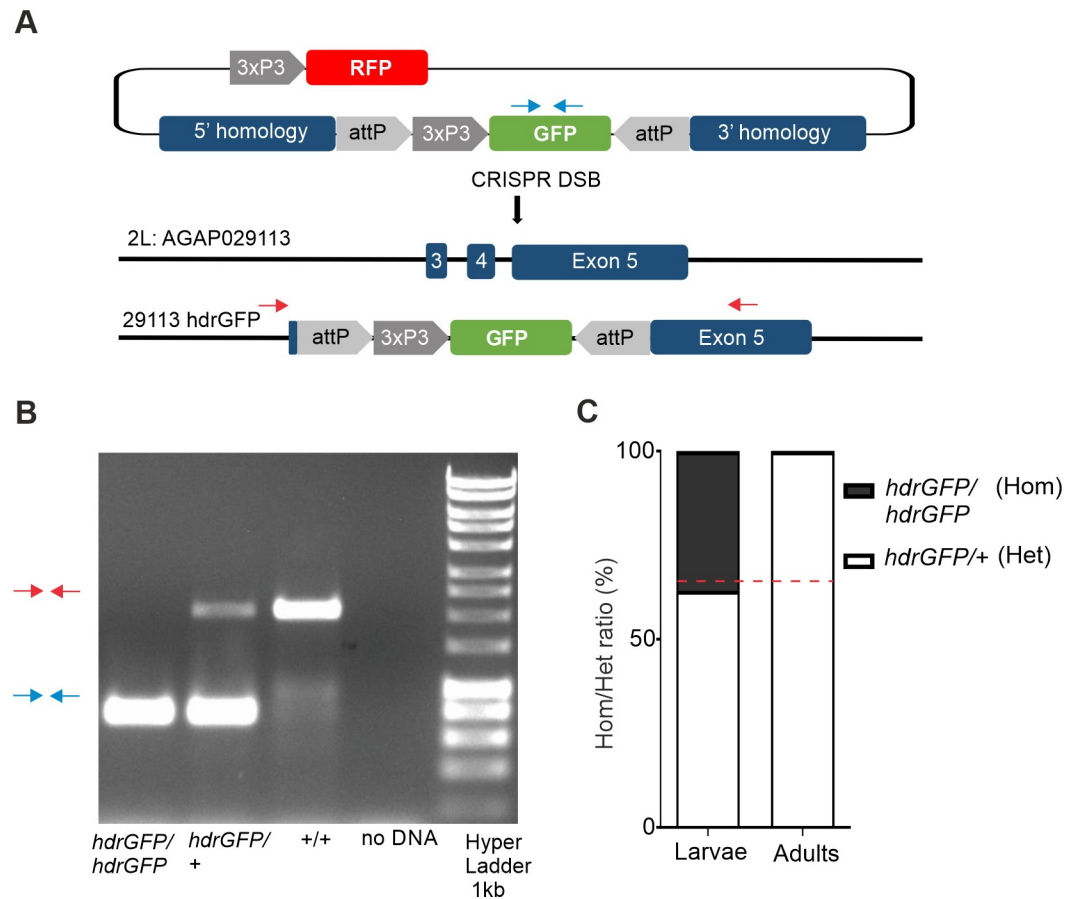 A
3xP3 RFP
5' homology attP 3xP3 GFP attP 3' homology
CRISPR DSB
2L: AGAP029113
3 4 Exon 5
29113 hdrGFP
attP 3xP3 GFP attP Exon 5
B
hdrGFP/
hdrGFP
hdrGFP/
+
+/+
no DNA
Hyper
Ladder
1kb
C
100
50
0
Hom/Het ratio (%)
Larvae Adults
hdrGFP/ (Hom)
hdrGFP
hdrGFP/+ (Het)